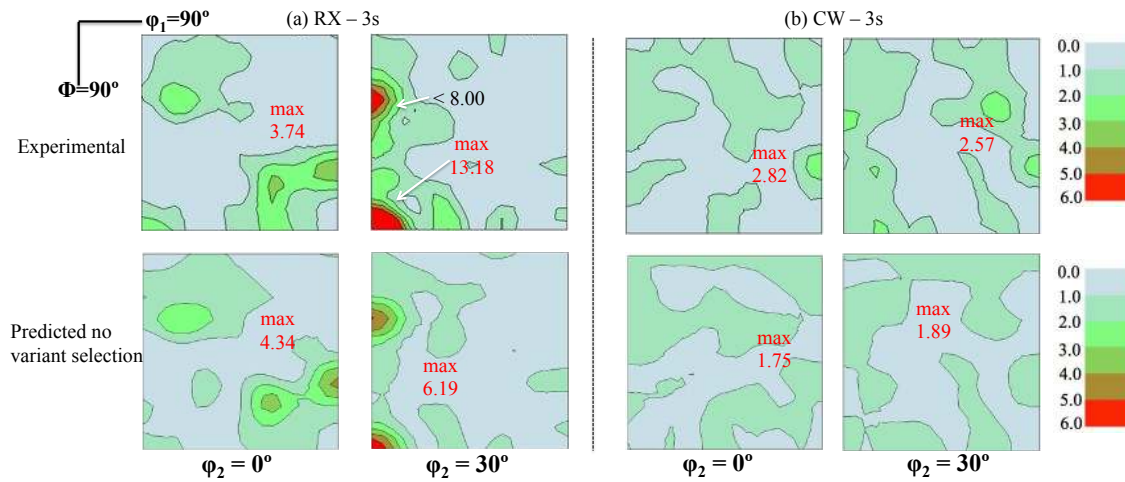 φ1=90º
(a) RX – 3s
(b) CW – 3s
Φ=90º
Experimental
max
3.74
< 8.00
max
13.18
max
2.82
max
2.57
0.0
1.0
2.0
3.0
4.0
5.0
6.0
Predicted no
variant selection
max
4.34
max
6.19
max
1.75
max
1.89
0.0
1.0
2.0
3.0
4.0
5.0
6.0
φ2 = 0º
φ2 = 30º
φ2 = 0º
φ2 = 30º